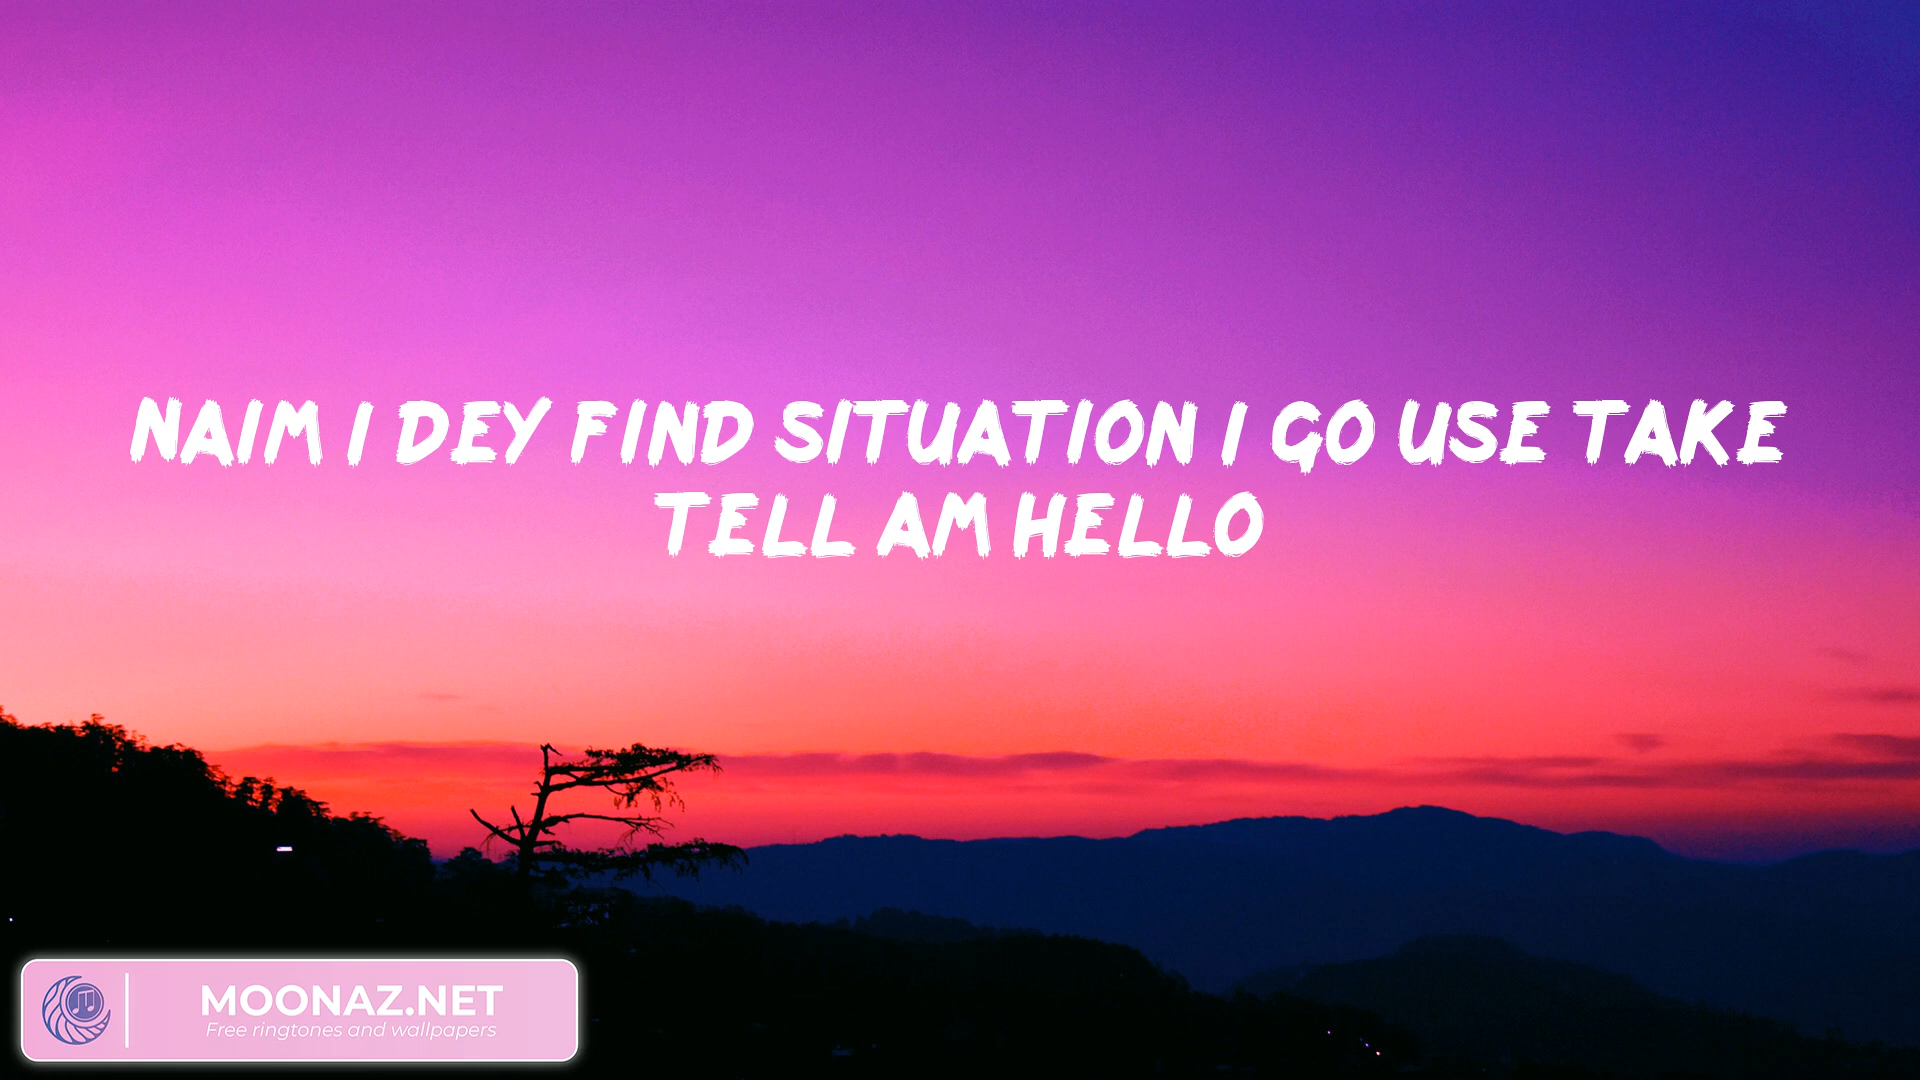 NAIM I DEY FIND SITUATION I GO USE TAKE
TELL AM HELLO
MOONAZ.NET
Free ringtones and wallpapers